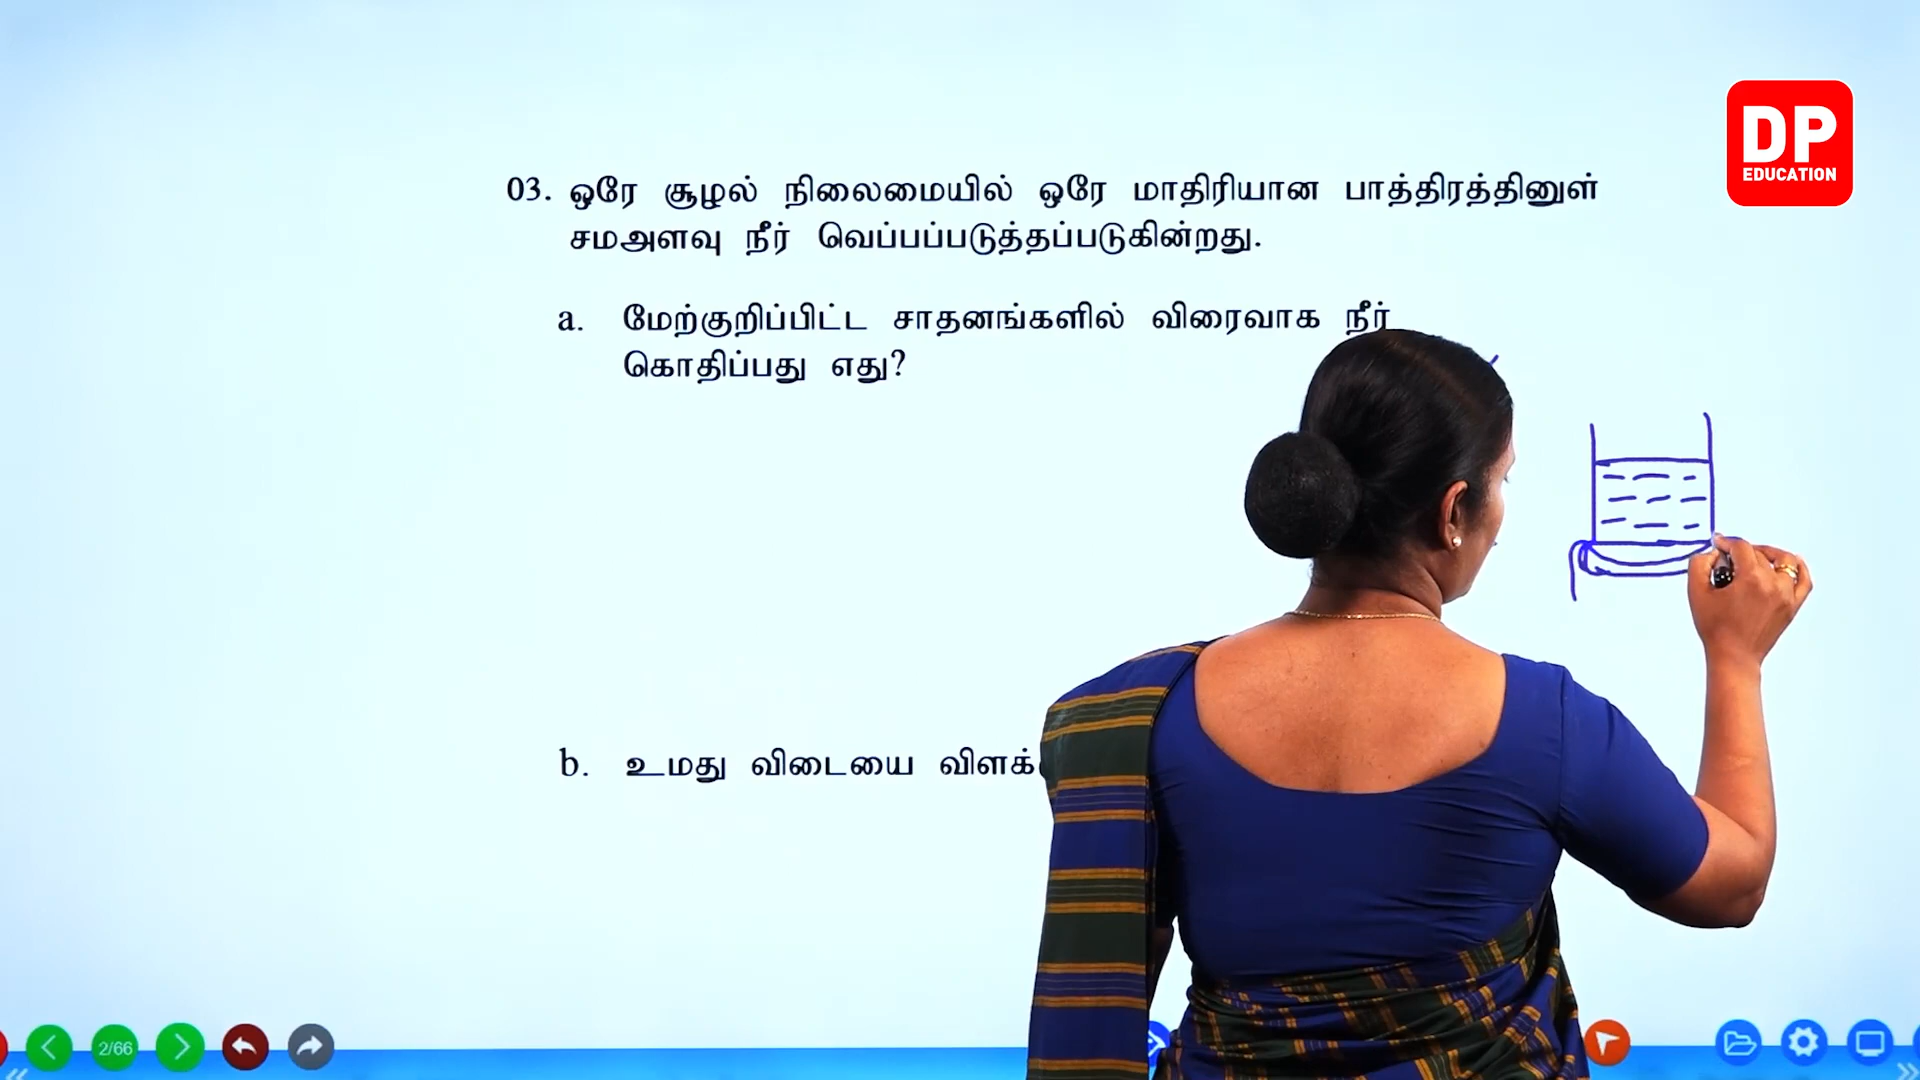 DP
EDUCATION
03. ஒரே சூழல் நிலைமையில் ஒரே மாதிரியான பாத்திரத்தினுள்
சமஅளவு நீர் வெப்பப்படுத்தப்படுகின்றது.
a. மேற்குறிப்பிட்ட சாதனங்களில் விரைவாக நீர்
கொதிப்பது எது?
b. உமது விடையை
2/66